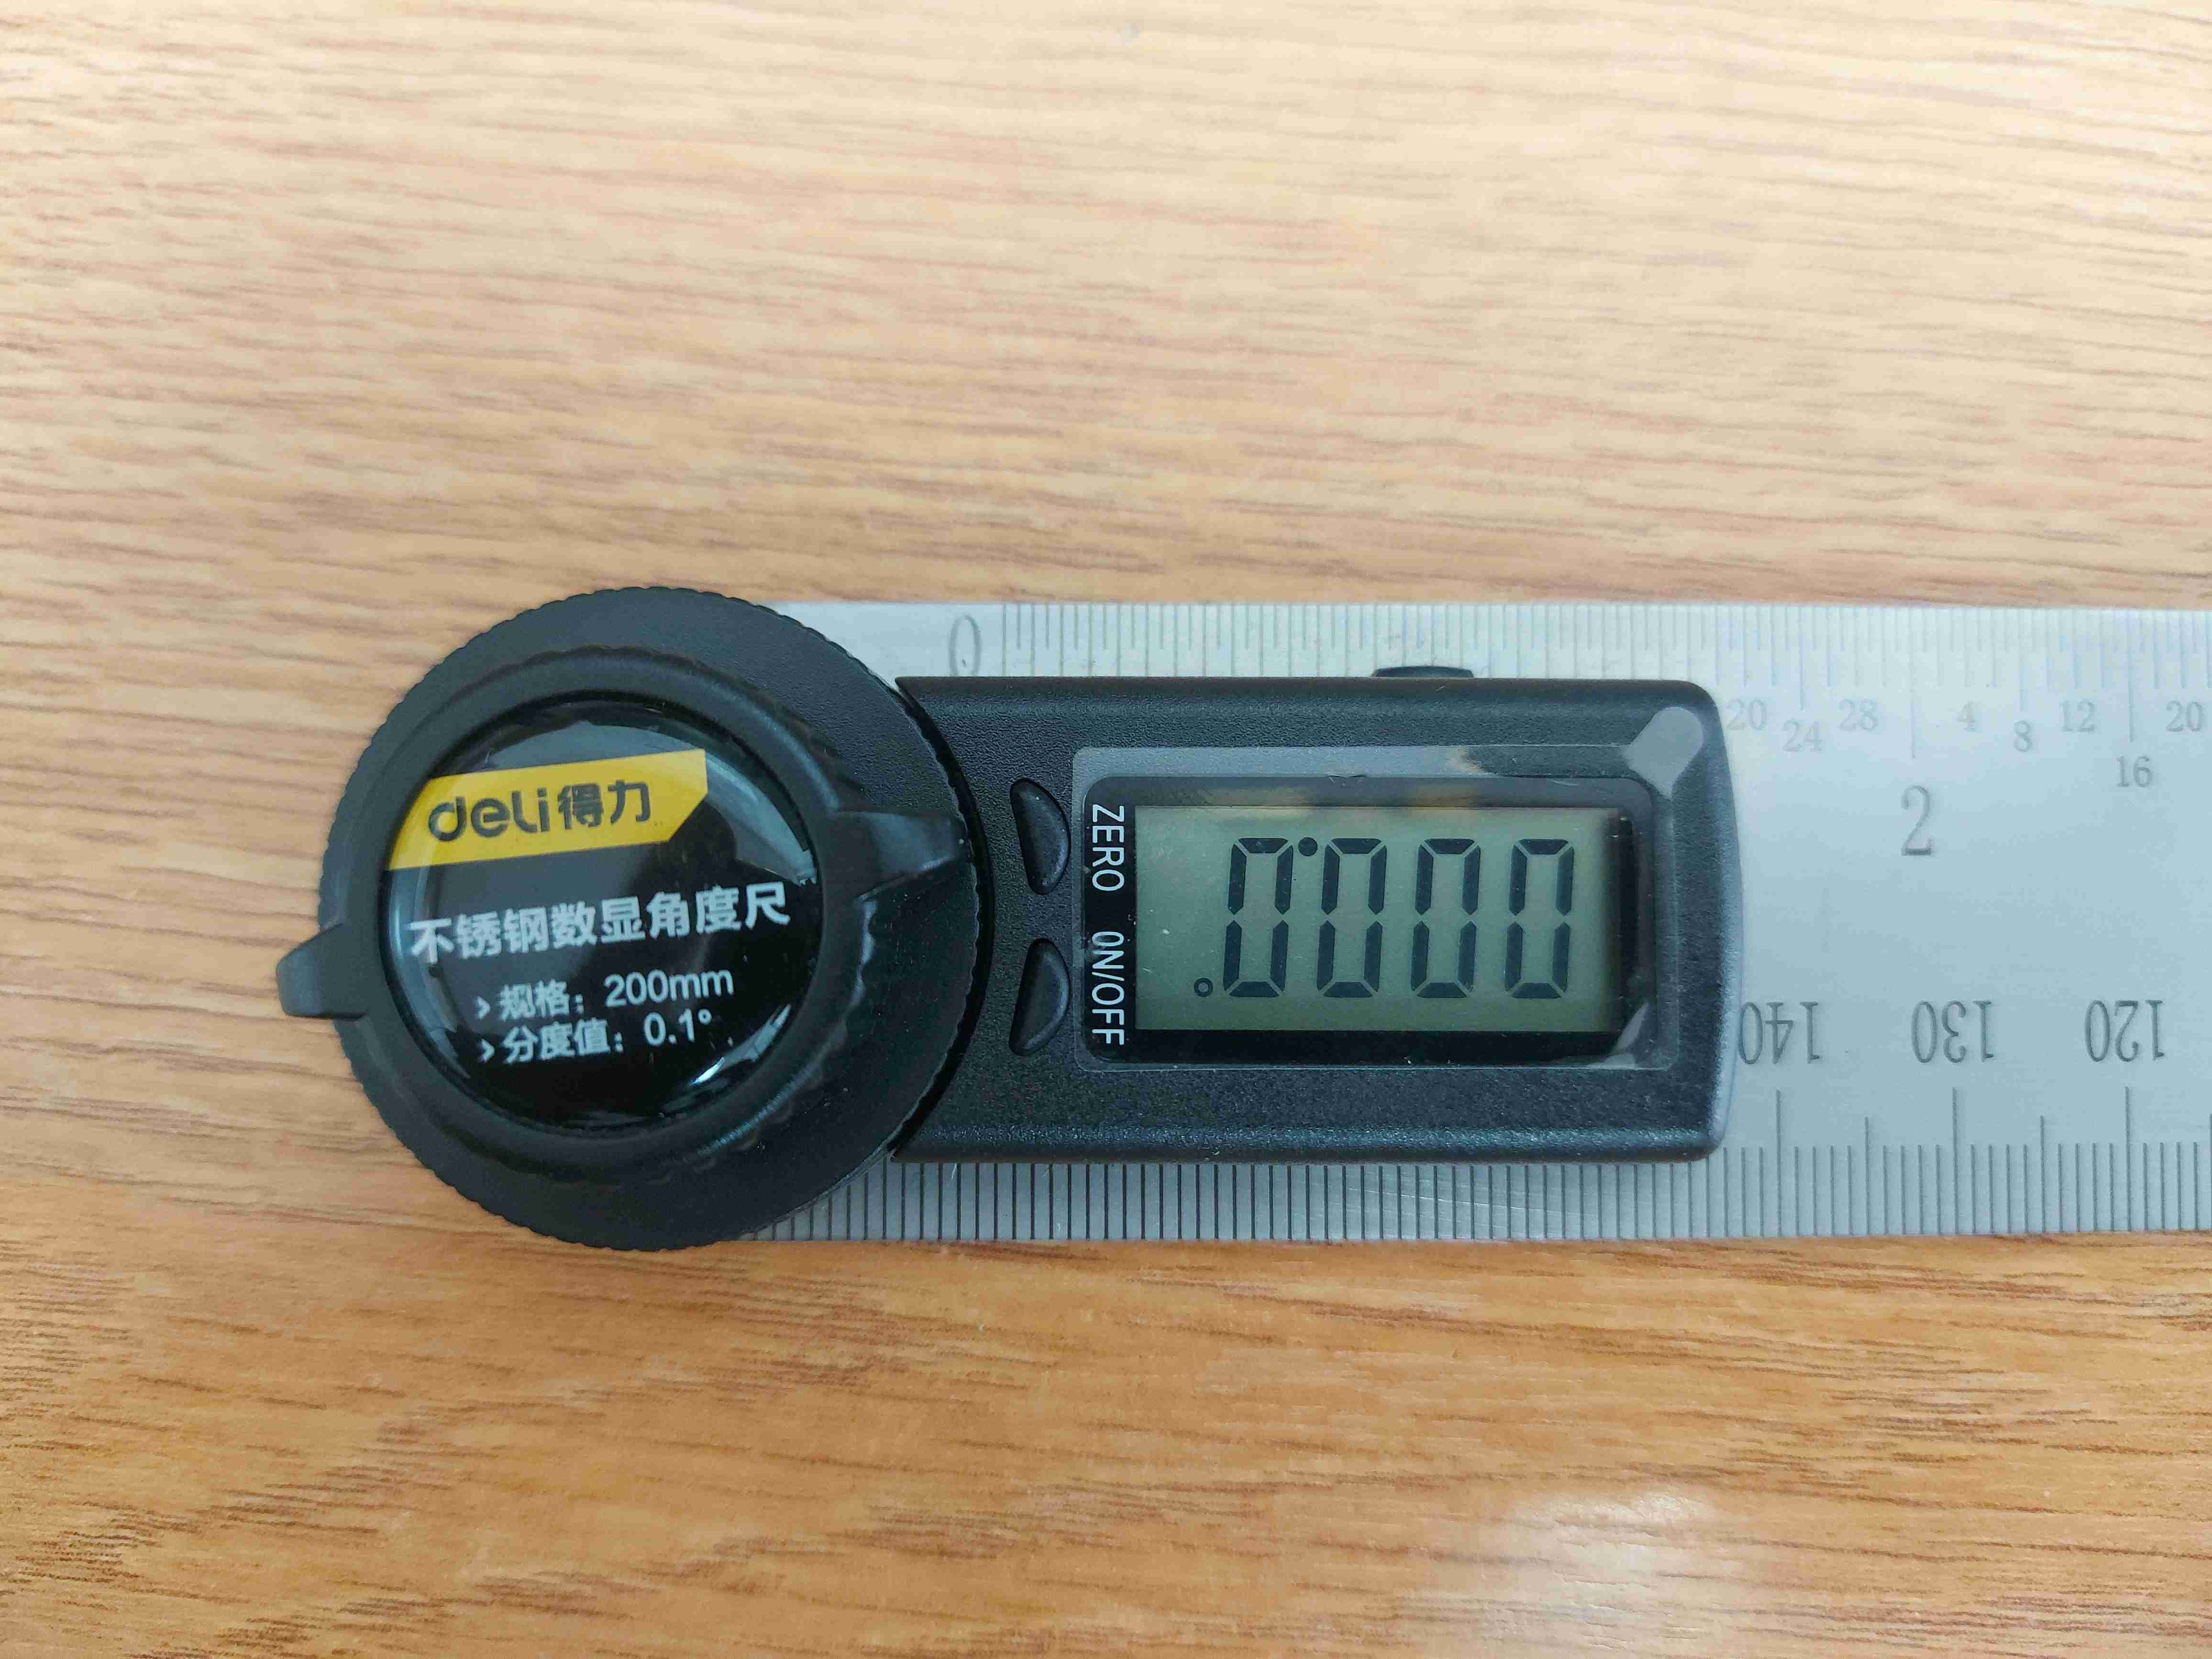 deli得力
不锈钢数显角度尺
›规格：200mm
›分度值：0.1°
ZERO ON/OFF
000.0°
0
20 24 28 4 8 12 16 20
2
140 130 120